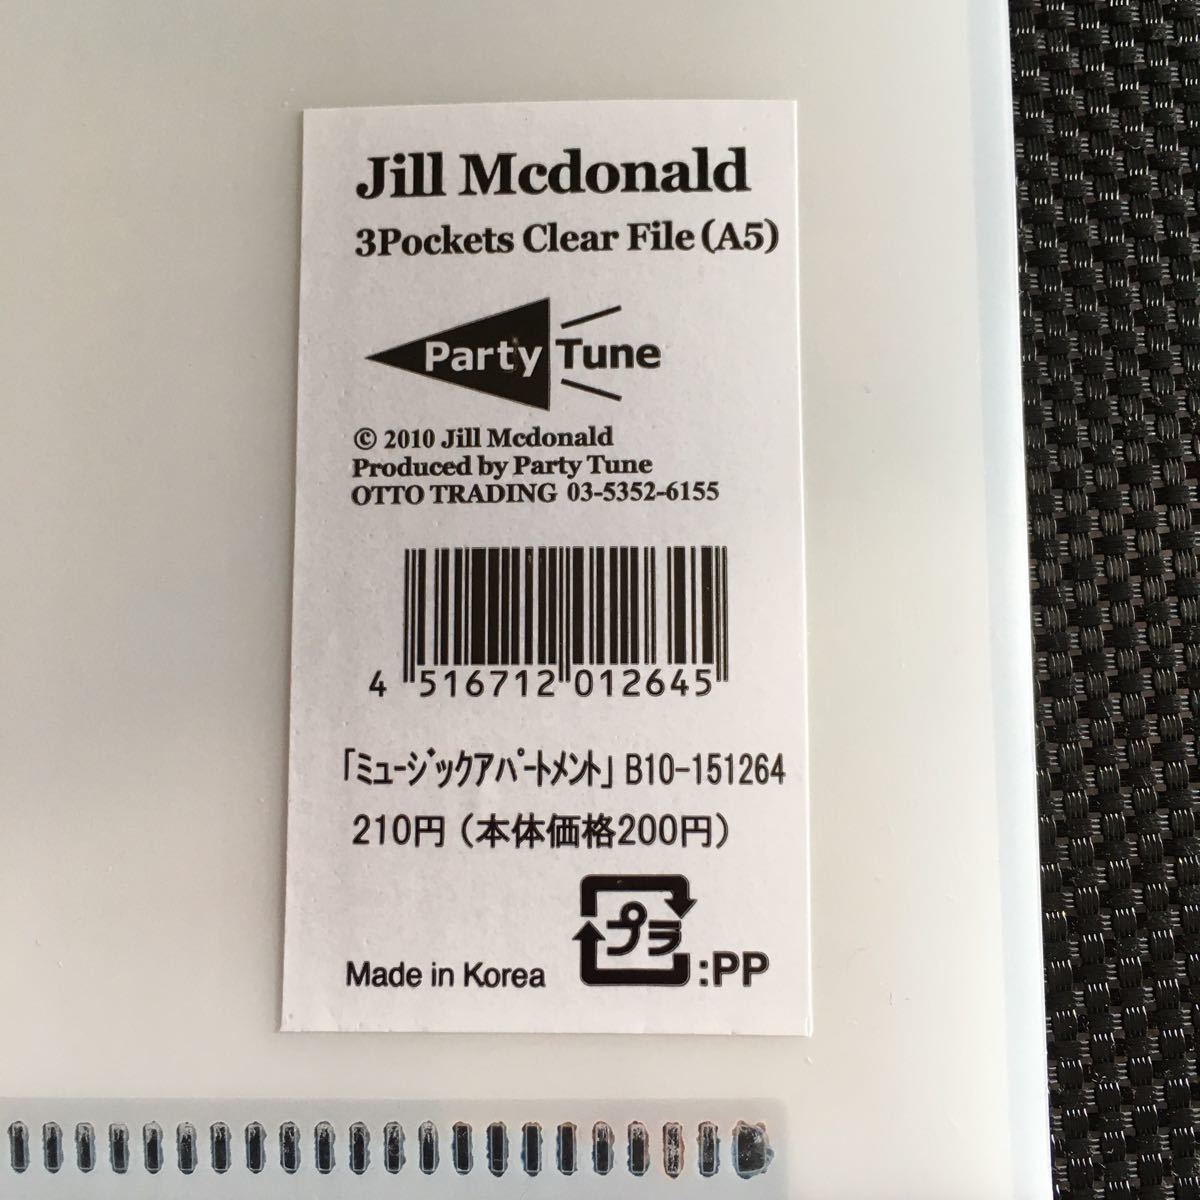 Jill Mcdonald
3Pockets Clear File(A5)
Party Tune
© 2010 Jill Mcdonald
Produced by Party Tune
OTTO TRADING 03-5352-6155
4 516712 012645
「ﾐｭｰｼﾞｯｸアﾊﾟｰﾄﾒﾝﾄ」 B10-151264
210円（本体価格200円）
プラ
:PP
Made in Korea